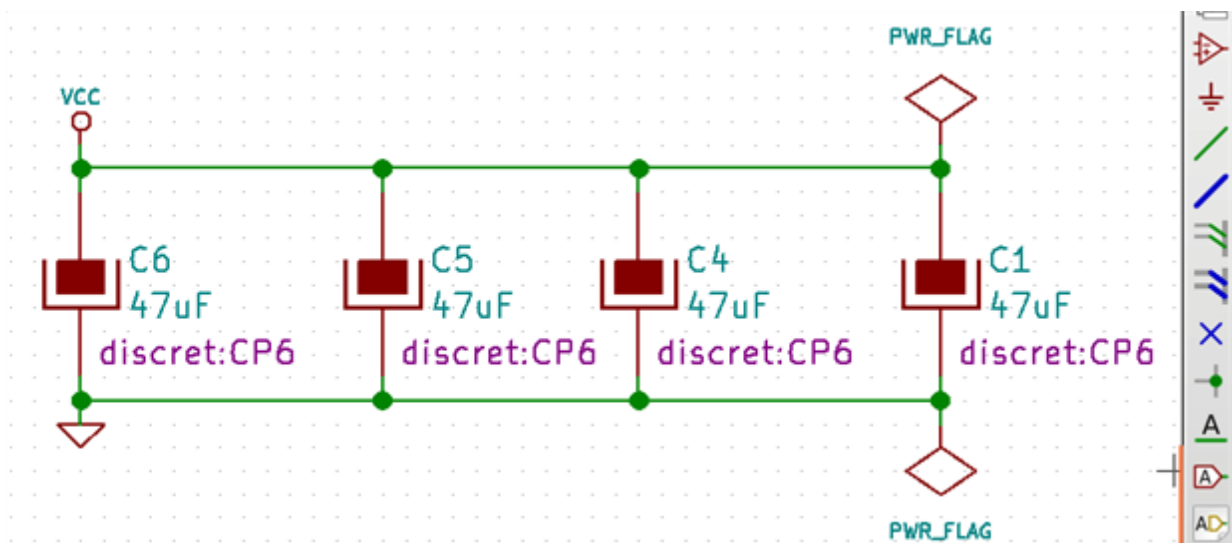 PWR_FLAG
VCC
C6
47uF
discret:CP6
C5
47uF
discret:CP6
C4
47uF
discret:CP6
C1
47uF
discret:CP6
PWR_FLAG
A
A
AD